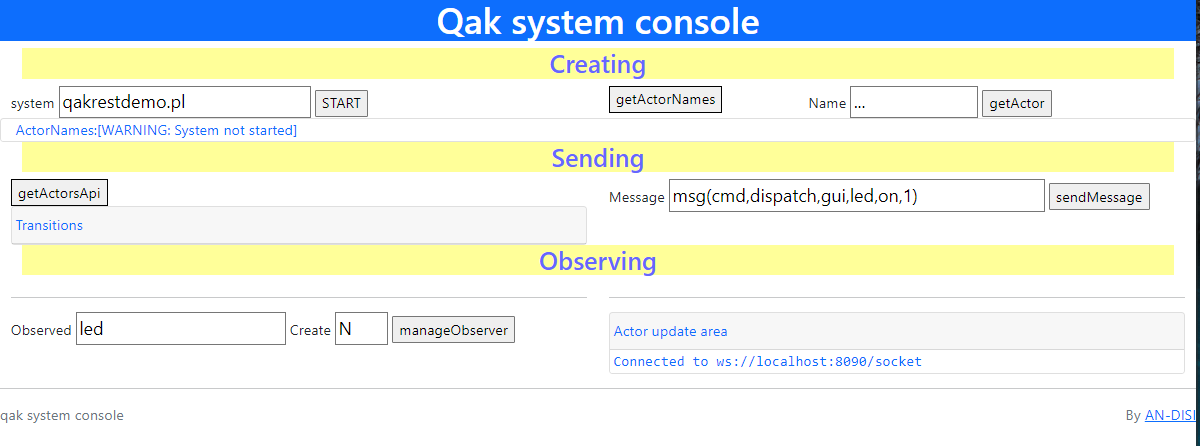 Qak system console
Creating
system qakrestdemo.pl START getActorNames Name ... getActor
ActorNames:[WARNING: System not started]
Sending
getActorsApi Message msg(cmd,dispatch,gui,led,on,1) sendMessage
Transitions
Observing
Observed led Create N manageObserver
Actor update area
Connected to ws://localhost:8090/socket
qak system console By AN-DISI